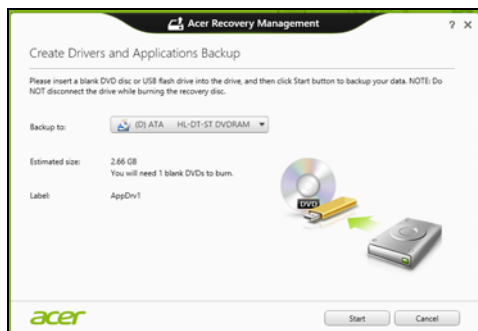 Acer Recovery Management
? ×
Create Drivers and Applications Backup
Please insert a blank DVD disc or USB flash drive into the drive, and then click Start button to backup your data. NOTE: Do
NOT disconnect the drive while burning the recovery disc.
Backup to: (D) ATA HL-DT-ST DVDRAM
Estimated size: 2.66 GB
You will need 1 blank DVDs to burn.
Label: AppDrv1
DVD
acer Start Cancel